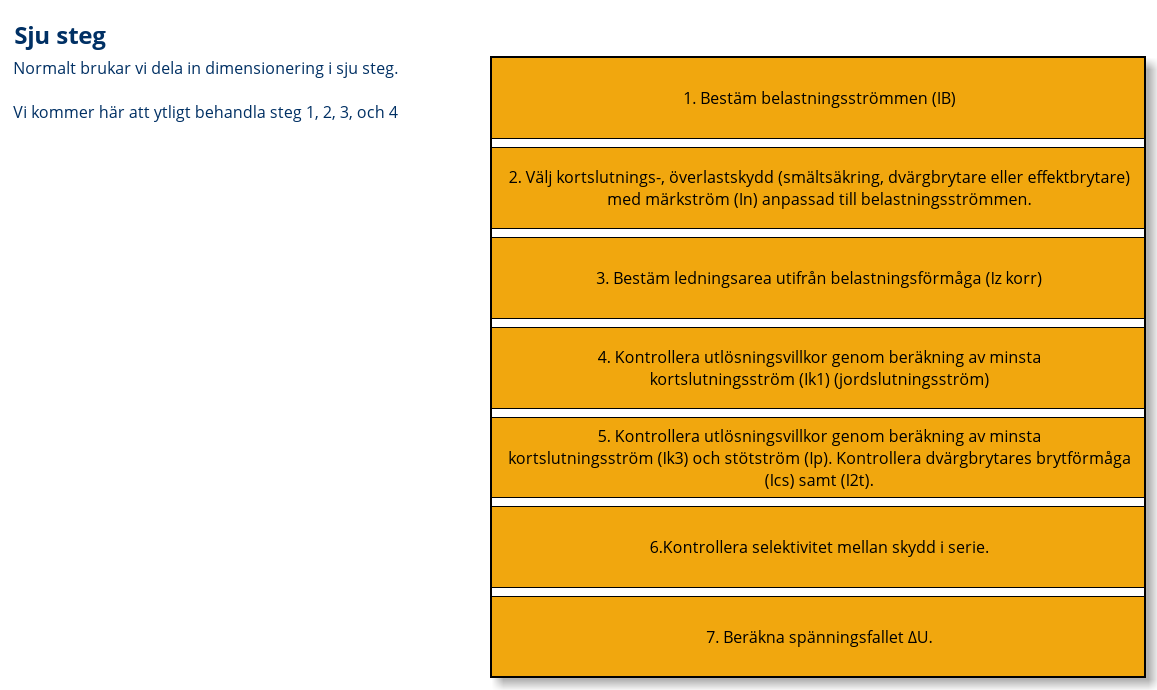 Sju steg
Normalt brukar vi dela in dimensionering i sju steg.
Vi kommer här att ytligt behandla steg 1, 2, 3, och 4
1. Bestäm belastningsströmmen (IB)
2. Välj kortslutnings-, överlastskydd (smältsäkring, dvärgbrytare eller effektbrytare)
med märkström (In) anpassad till belastningsströmmen.
3. Bestäm ledningsarea utifrån belastningsförmåga (Iz korr)
4. Kontrollera utlösningsvillkor genom beräkning av minsta
kortslutningsström (Ik1) (jordslutningsström)
5. Kontrollera utlösningsvillkor genom beräkning av minsta
kortslutningsström (Ik3) och stötström (Ip). Kontrollera dvärgbrytares brytförmåga
(Ics) samt (I2t).
6.Kontrollera selektivitet mellan skydd i serie.
7. Beräkna spänningsfallet ΔU.